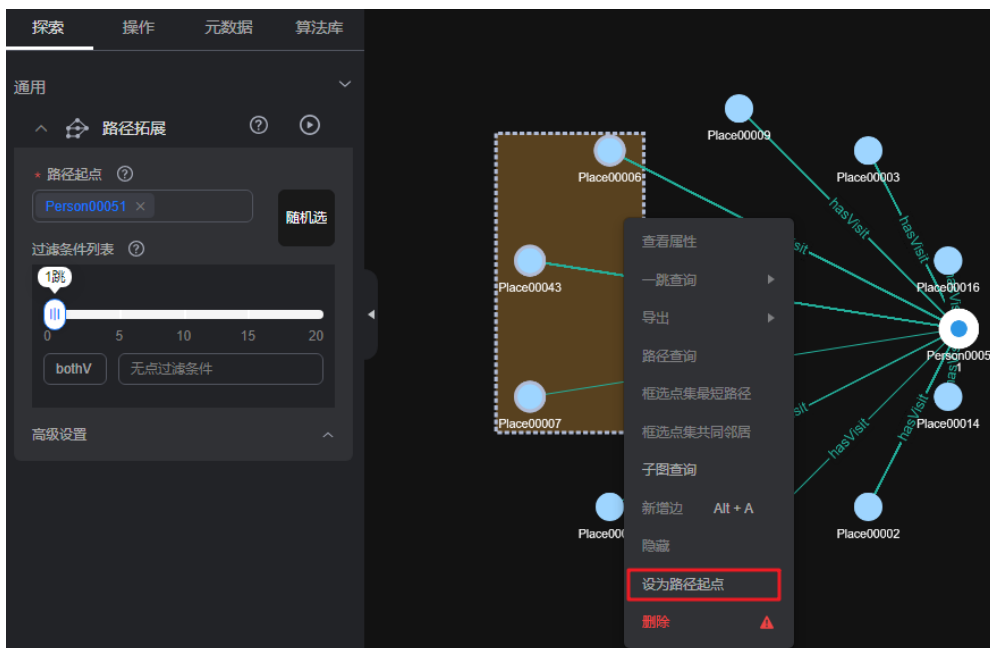 探索 操作 元数据 算法库
通用
路径拓展
* 路径起点
Person00051 ×
随机选
过滤条件列表
1跳
0 5 10 15 20
bothV 无点过滤条件
高级设置
Place00009
Place00006
Place00003
hasVisit
hasVisit
Place00043
Place00016
Person0005
1
Place00007
Place00014
hasVisit
hasVisit
Place00002
查看属性
一跳查询
导出
路径查询
框选点集最短路径
框选点集共同邻居
子图查询
新增边 Alt + A
隐藏
设为路径起点
删除